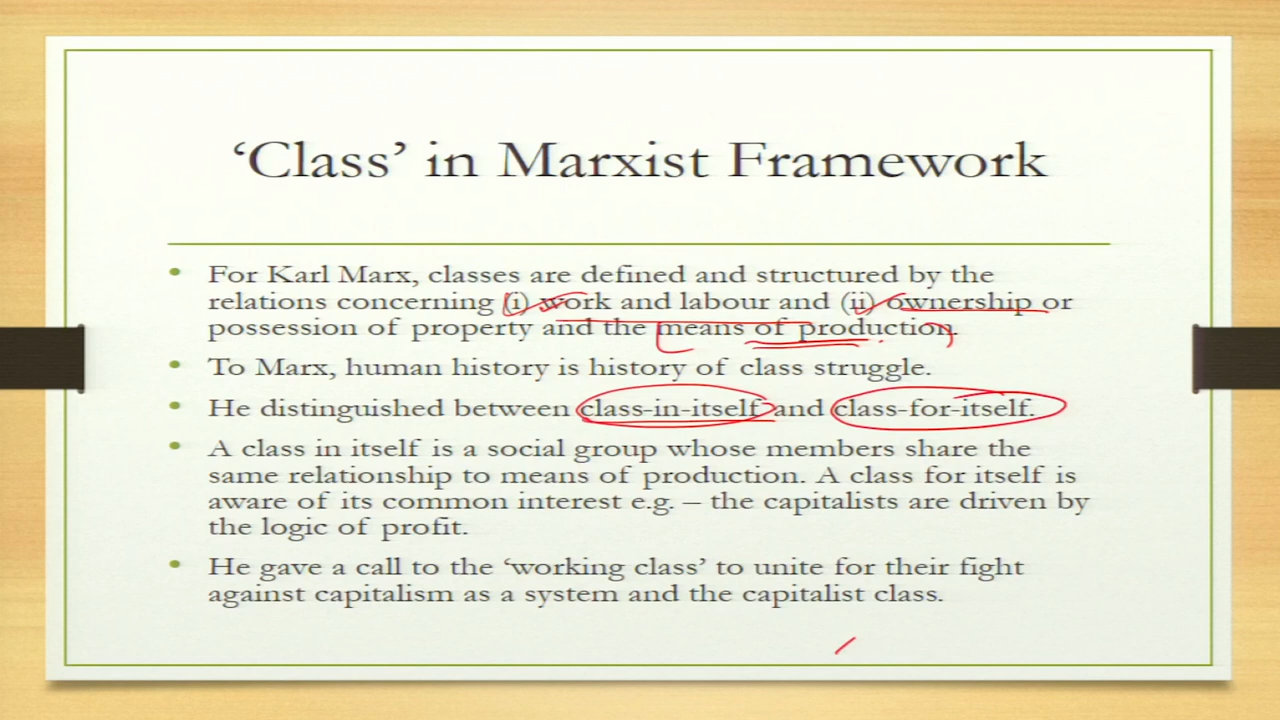 ‘Class’ in Marxist Framework
• For Karl Marx, classes are defined and structured by the
relations concerning (i) work and labour and (ii) ownership or
possession of property and the means of production.
• To Marx, human history is history of class struggle.
• He distinguished between class-in-itself and class-for-itself.
• A class in itself is a social group whose members share the
same relationship to means of production. A class for itself is
aware of its common interest e.g. – the capitalists are driven by
the logic of profit.
• He gave a call to the ‘working class’ to unite for their fight
against capitalism as a system and the capitalist class.